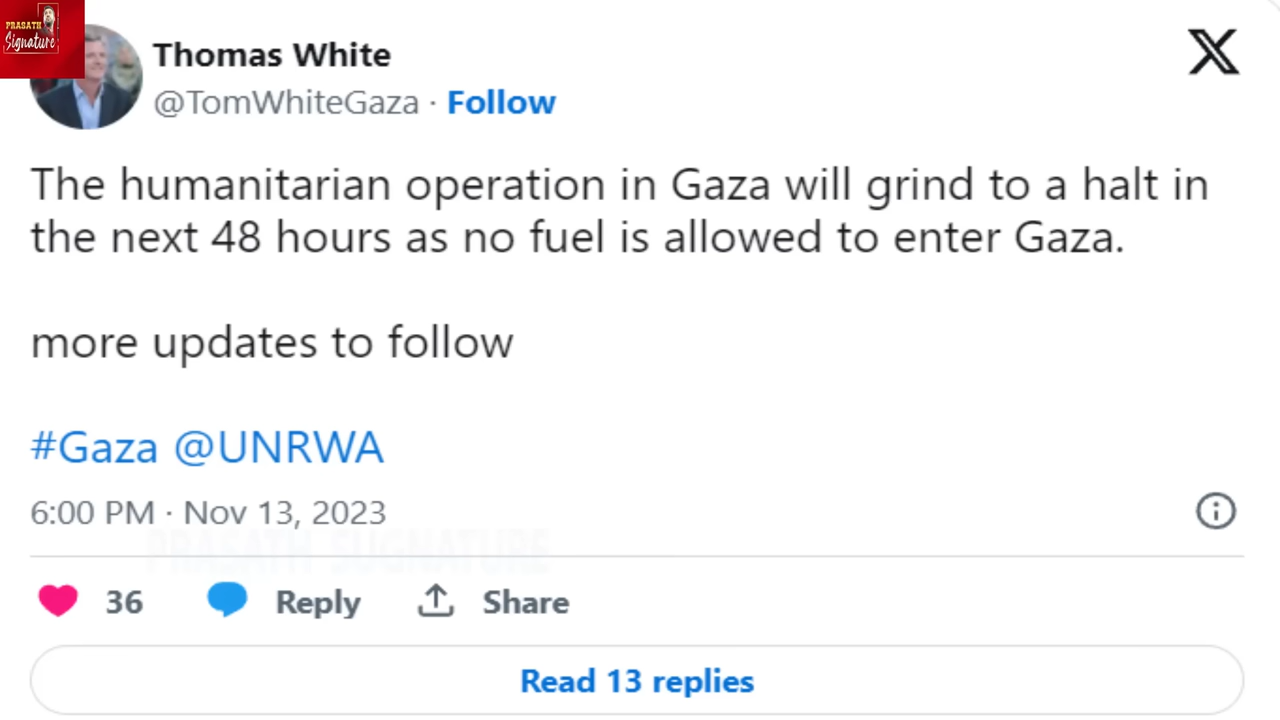 PRASATH
Signature
Thomas White
@TomWhiteGaza · Follow
The humanitarian operation in Gaza will grind to a halt in
the next 48 hours as no fuel is allowed to enter Gaza.
more updates to follow
#Gaza @UNRWA
6:00 PM · Nov 13, 2023
PRASATH SUGNATURE
36 Reply Share
Read 13 replies